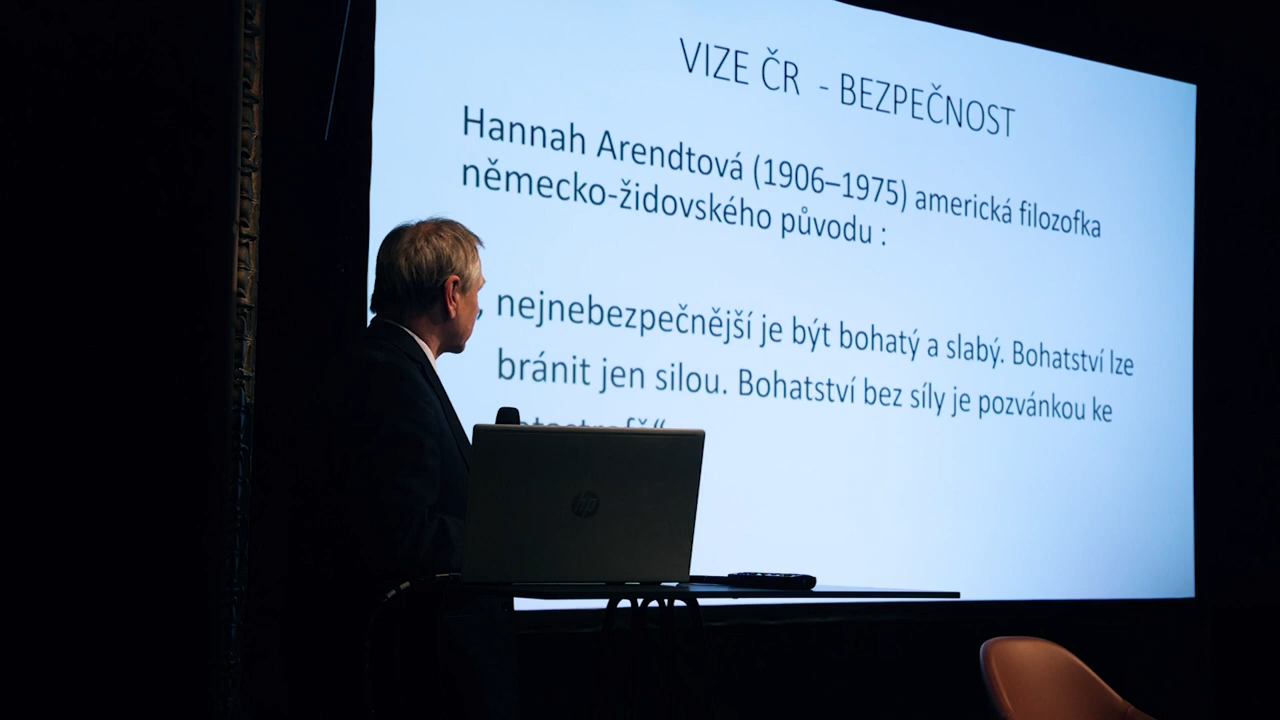 VIZE ČR - BEZPEČNOST
Hannah Arendtová (1906–1975) americká filozofka
německo-židovského původu :
nejnebezpečnější je být bohatý a slabý. Bohatství lze
bránit jen silou. Bohatství bez síly je pozvánkou ke
hp